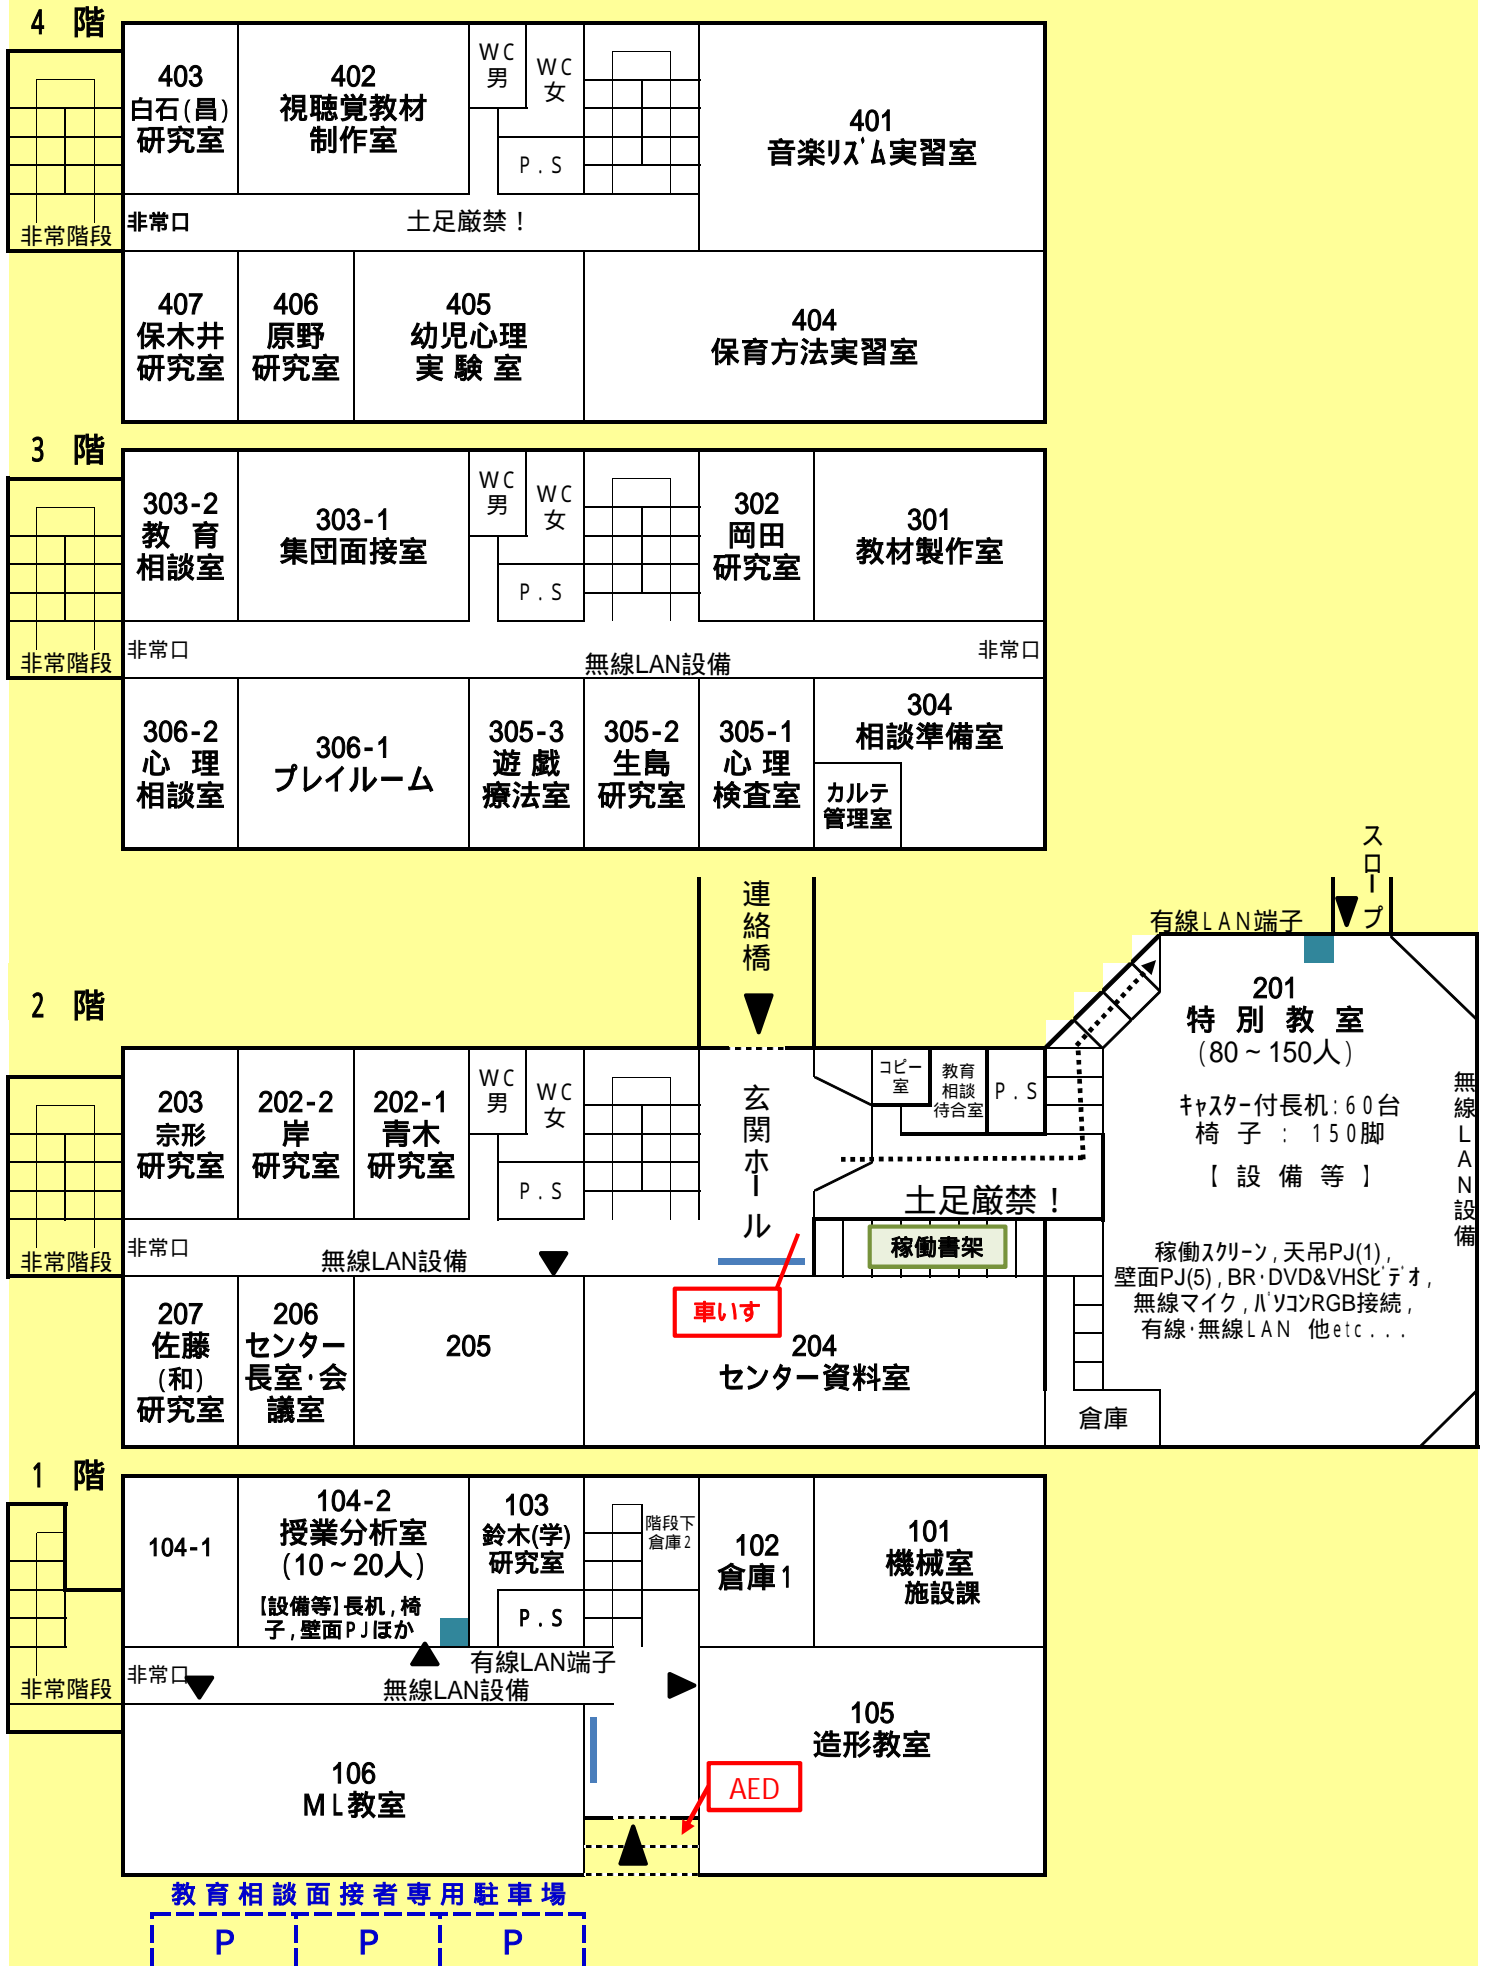 4 階
403
白石(昌)
研究室
402
視聴覚教材
制作室
WC
男
WC
女
P.S
401
音楽ﾘｽﾞﾑ実習室
非常階段
非常口
土足厳禁！
407
保木井
研究室
406
原野
研究室
405
幼児心理
実 験 室
404
保育方法実習室
3 階
303-2
教 育
相談室
303-1
集団面接室
WC
男
WC
女
P.S
302
岡田
研究室
301
教材製作室
非常階段
非常口
無線LAN設備
非常口
306-2
心 理
相談室
306-1
プレイルーム
305-3
遊 戯
療法室
305-2
生島
研究室
305-1
心 理
検査室
304
相談準備室
カルテ
管理室
スロープ
連絡橋
有線LAN端子
2 階
203
宗形
研究室
202-2
岸
研究室
202-1
青木
研究室
WC
男
WC
女
P.S
玄関ホール
コピー
室
教育
相談
待合室
P.S
201
特 別 教 室
(80～150人)
ｷｬｽﾀｰ付長机:60台
椅 子 : 150脚
【 設 備 等 】
稼働ｽｸﾘｰﾝ,天吊PJ(1),
壁面PJ(5),BR･DVD&VHSﾋﾞﾃﾞｵ,
無線マイク,ﾊﾟｿｺﾝRGB接続,
有線･無線LAN 他etc...
無線LAN設備
土足厳禁！
稼働書架
非常階段
非常口
無線LAN設備
車いす
207
佐藤
(和)
研究室
206
センター
長室･会
議室
205
204
センター資料室
倉庫
1 階
104-1
104-2
授業分析室
(10～20人)
【設備等】長机,椅
子,壁面PJほか
103
鈴木(学)
研究室
P.S
階段下
倉庫2
102
倉庫1
101
機械室
施設課
非常階段
非常口
有線LAN端子
無線LAN設備
106
ML教室
105
造形教室
AED
教育相談面接者専用駐車場
P
P
P